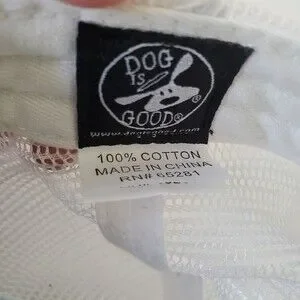 DOG
IS
GOOD®
www.dogisgood.com
100% COTTON
MADE IN CHINA
RN# 65281